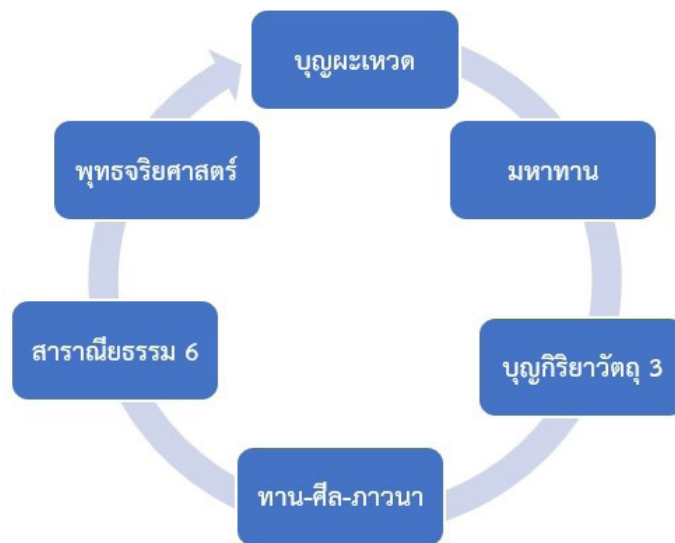 บุญผะเหวด
มหาทาน
บุญกิริยาวัตถุ 3
ทาน-ศีล-ภาวนา
สาราณียธรรม 6
พุทธจริยศาสตร์